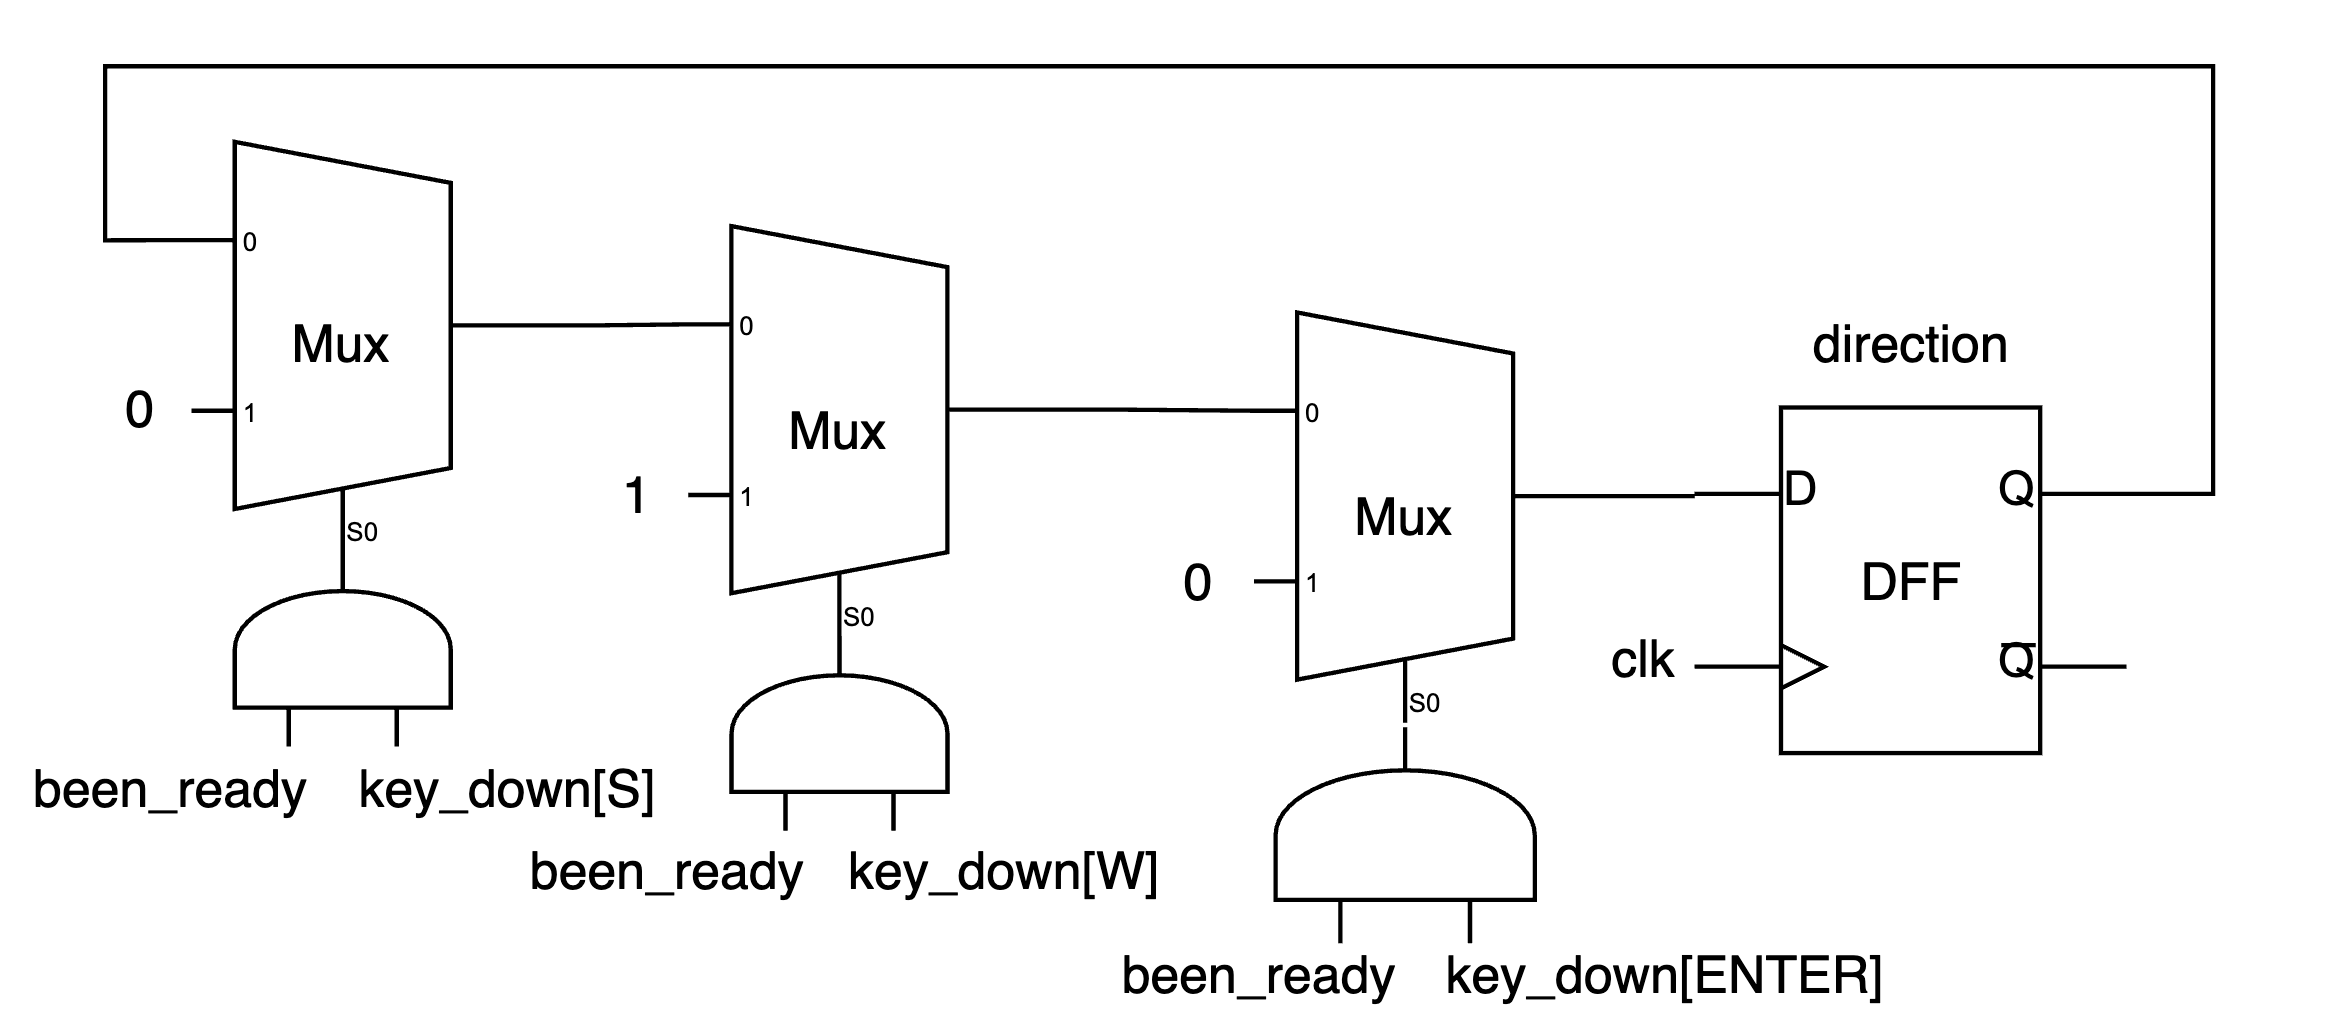 0
Mux
0
1
S0
been_ready key_down[S]
0
Mux
1
1
S0
been_ready key_down[W]
0
Mux
0
1
S0
been_ready key_down[ENTER]
direction
D Q
DFF
clk
Q̅